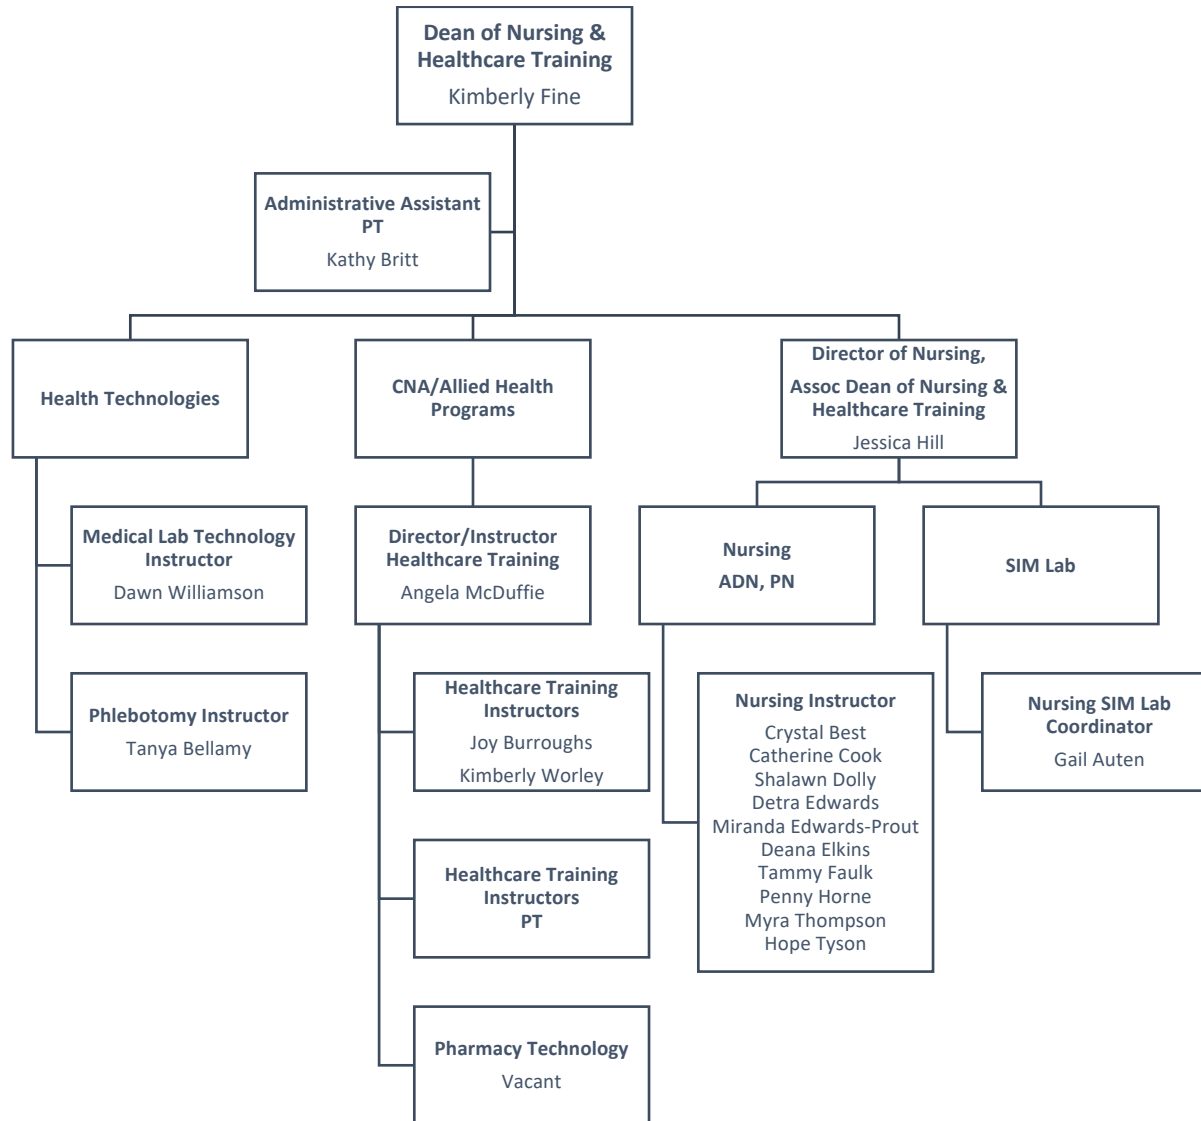 Dean of Nursing &
Healthcare Training
Kimberly Fine
Administrative Assistant
PT
Kathy Britt
Health Technologies
CNA/Allied Health
Programs
Director of Nursing,
Assoc Dean of Nursing &
Healthcare Training
Jessica Hill
Medical Lab Technology
Instructor
Dawn Williamson
Director/Instructor
Healthcare Training
Angela McDuffie
Nursing
ADN, PN
SIM Lab
Phlebotomy Instructor
Tanya Bellamy
Healthcare Training
Instructors
Joy Burroughs
Kimberly Worley
Nursing Instructor
Crystal Best
Catherine Cook
Shalawn Dolly
Detra Edwards
Miranda Edwards-Prout
Deana Elkins
Tammy Faulk
Penny Horne
Myra Thompson
Hope Tyson
Nursing SIM Lab
Coordinator
Gail Auten
Healthcare Training
Instructors
PT
Pharmacy Technology
Vacant